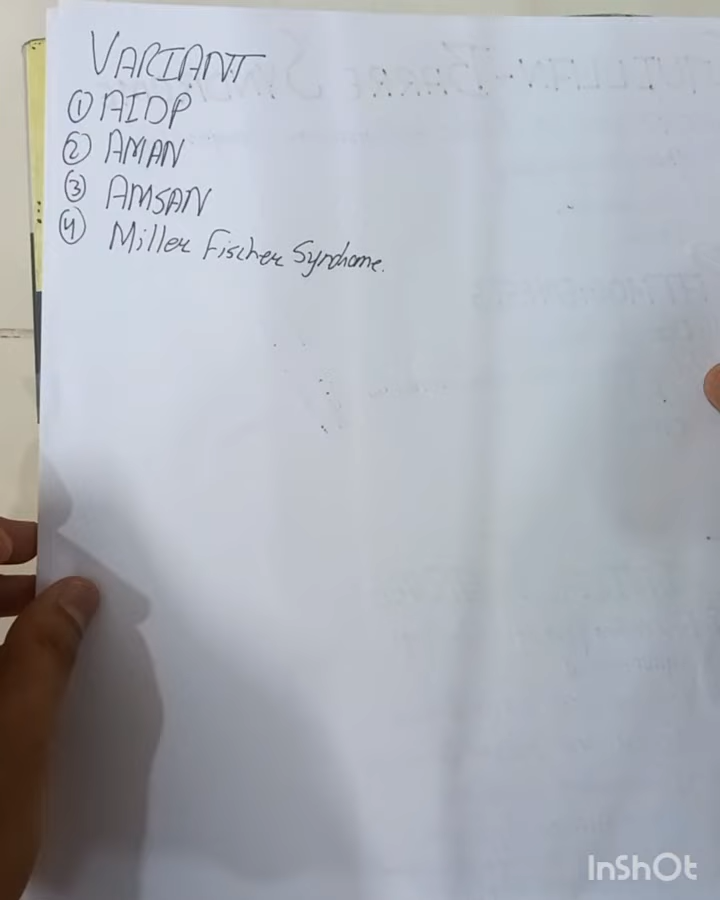 VARIANT
① AIDP
② AMAN
③ AMSAN
④ Miller Fischer Syndrome.
InShOt